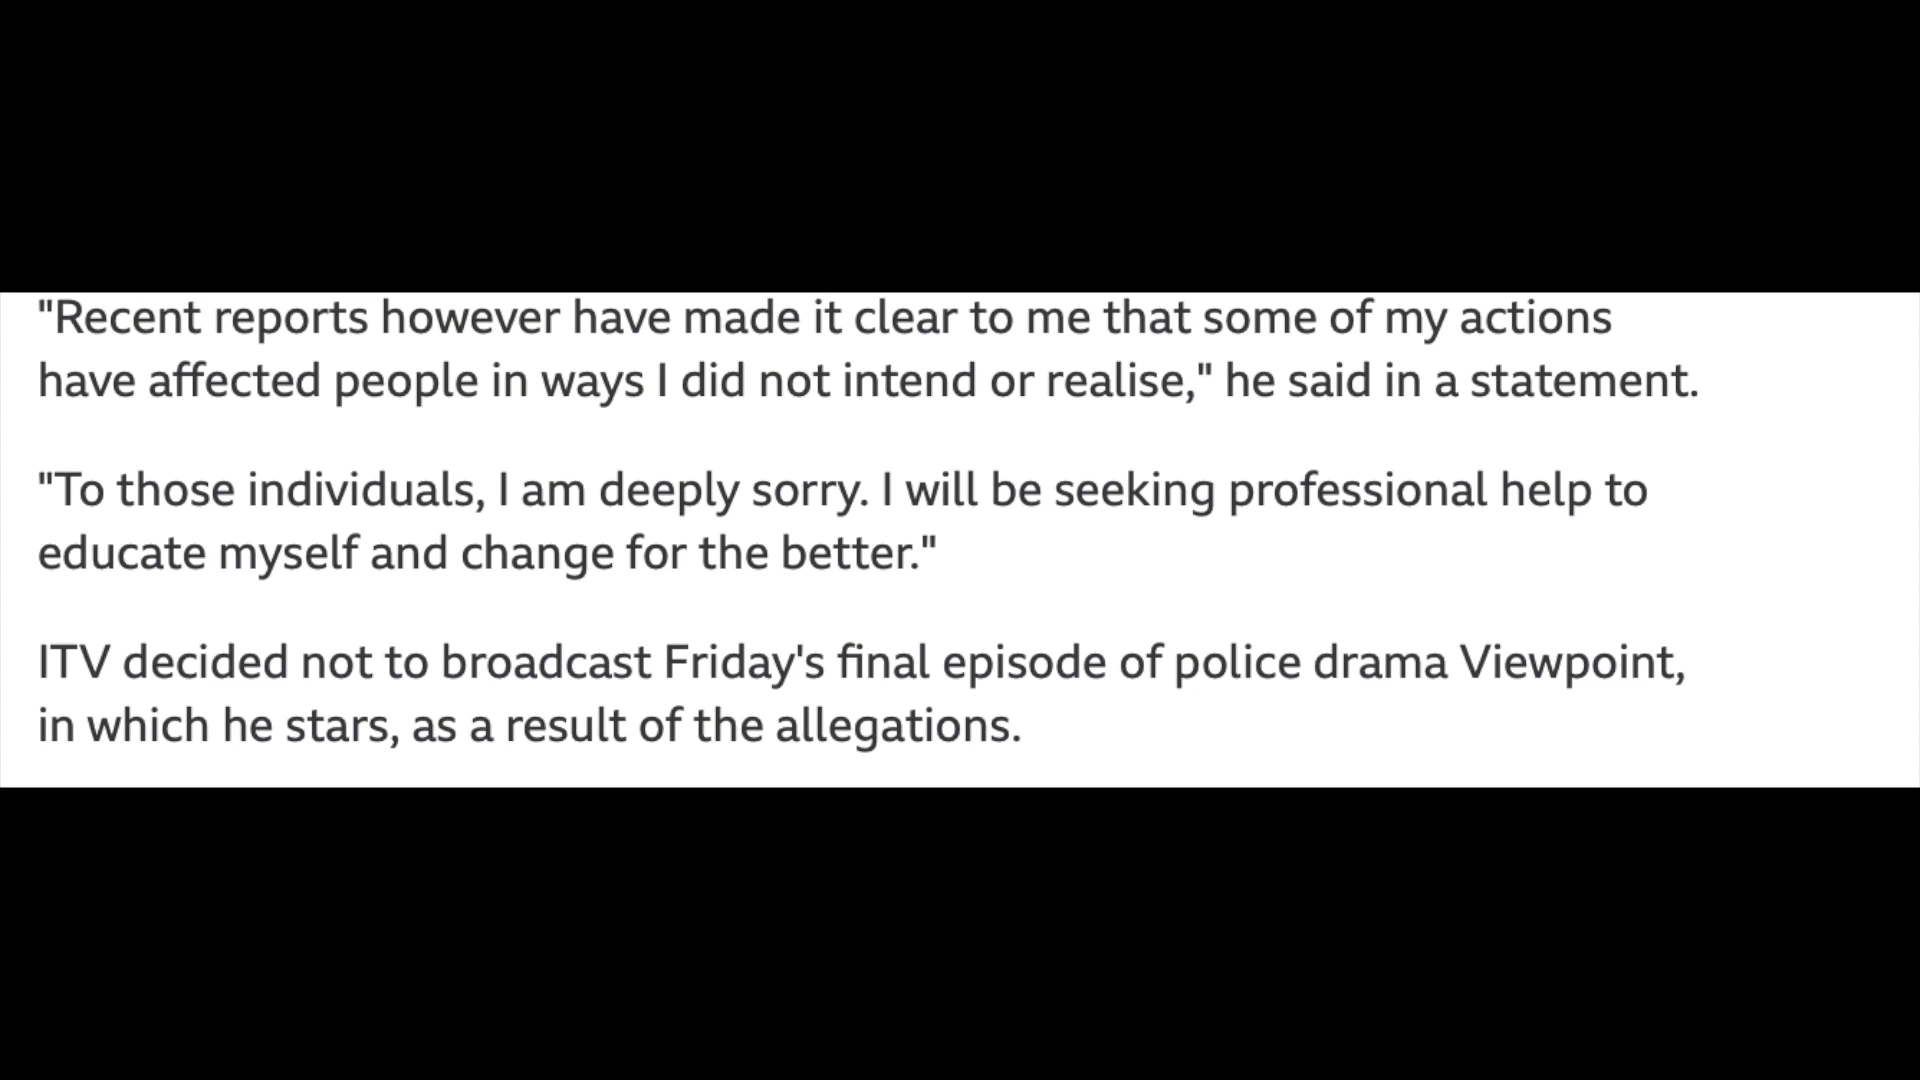 "Recent reports however have made it clear to me that some of my actions
have affected people in ways I did not intend or realise," he said in a statement.
"To those individuals, I am deeply sorry. I will be seeking professional help to
educate myself and change for the better."
ITV decided not to broadcast Friday's final episode of police drama Viewpoint,
in which he stars, as a result of the allegations.